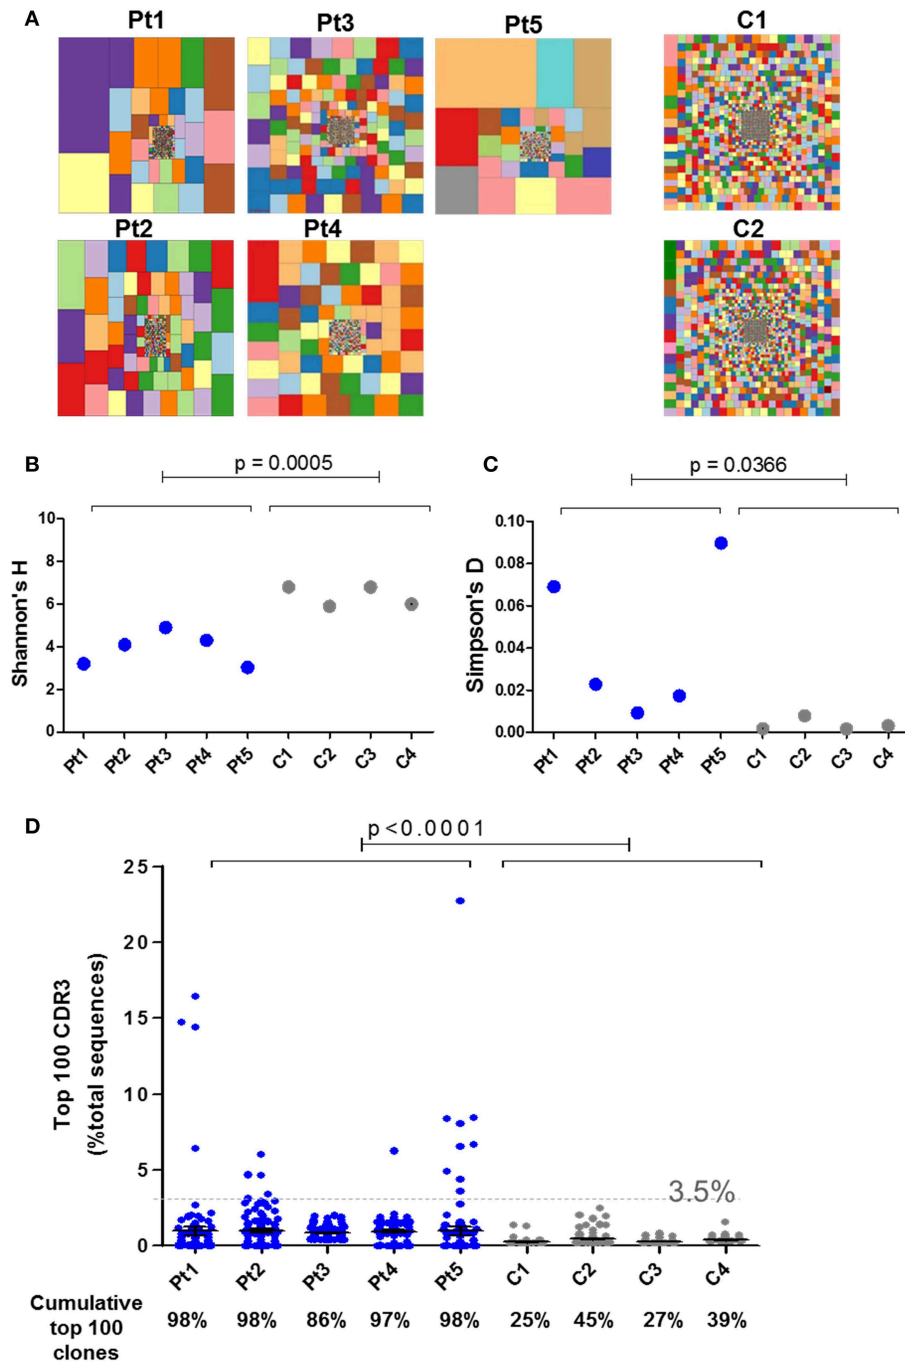 A
Pt1
Pt3
Pt5
C1
Pt2
Pt4
C2
B
p = 0.0005
Shannon's H
10
8
6
4
2
0
Pt1
Pt2
Pt3
Pt4
Pt5
C1
C2
C3
C4
C
p = 0.0366
Simpson's D
0.10
0.08
0.06
0.04
0.02
0.00
Pt1
Pt2
Pt3
Pt4
Pt5
C1
C2
C3
C4
D
p<0.0001
Top 100 CDR3
(%total sequences)
25
20
15
10
5
0
3.5%
Pt1
Pt2
Pt3
Pt4
Pt5
C1
C2
C3
C4
Cumulative
top 100
clones
98% 98% 86% 97% 98% 25% 45% 27% 39%